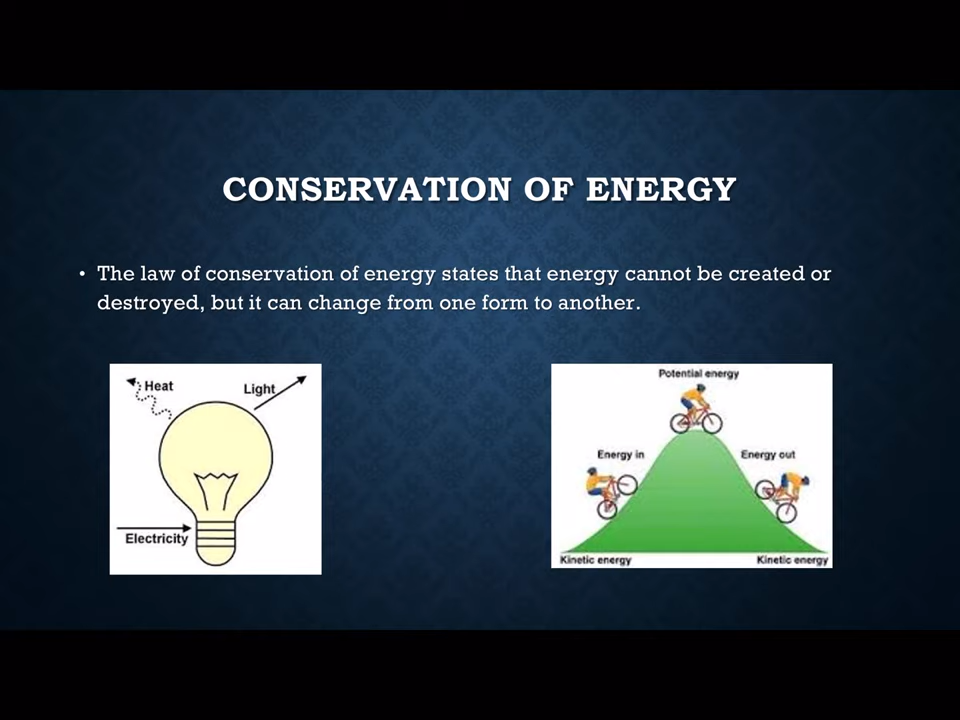 CONSERVATION OF ENERGY
• The law of conservation of energy states that energy cannot be created or
destroyed, but it can change from one form to another.
Heat
Light
Electricity
Potential energy
Energy in
Energy out
Kinetic energy
Kinetic energy